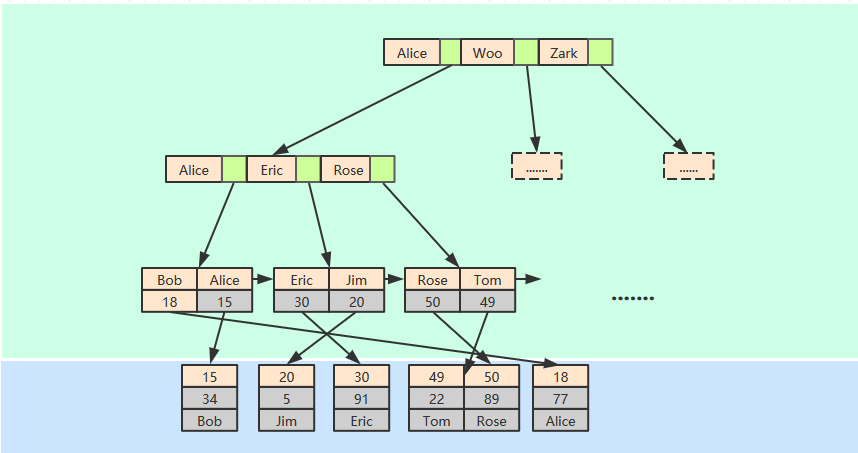 Alice Woo Zark
....... ......
Alice Eric Rose
Bob Alice Eric Jim Rose Tom
18 15 30 20 50 49
.......
15 20 30 49 50 18
34 5 91 22 89 77
Bob Jim Eric Tom Rose Alice